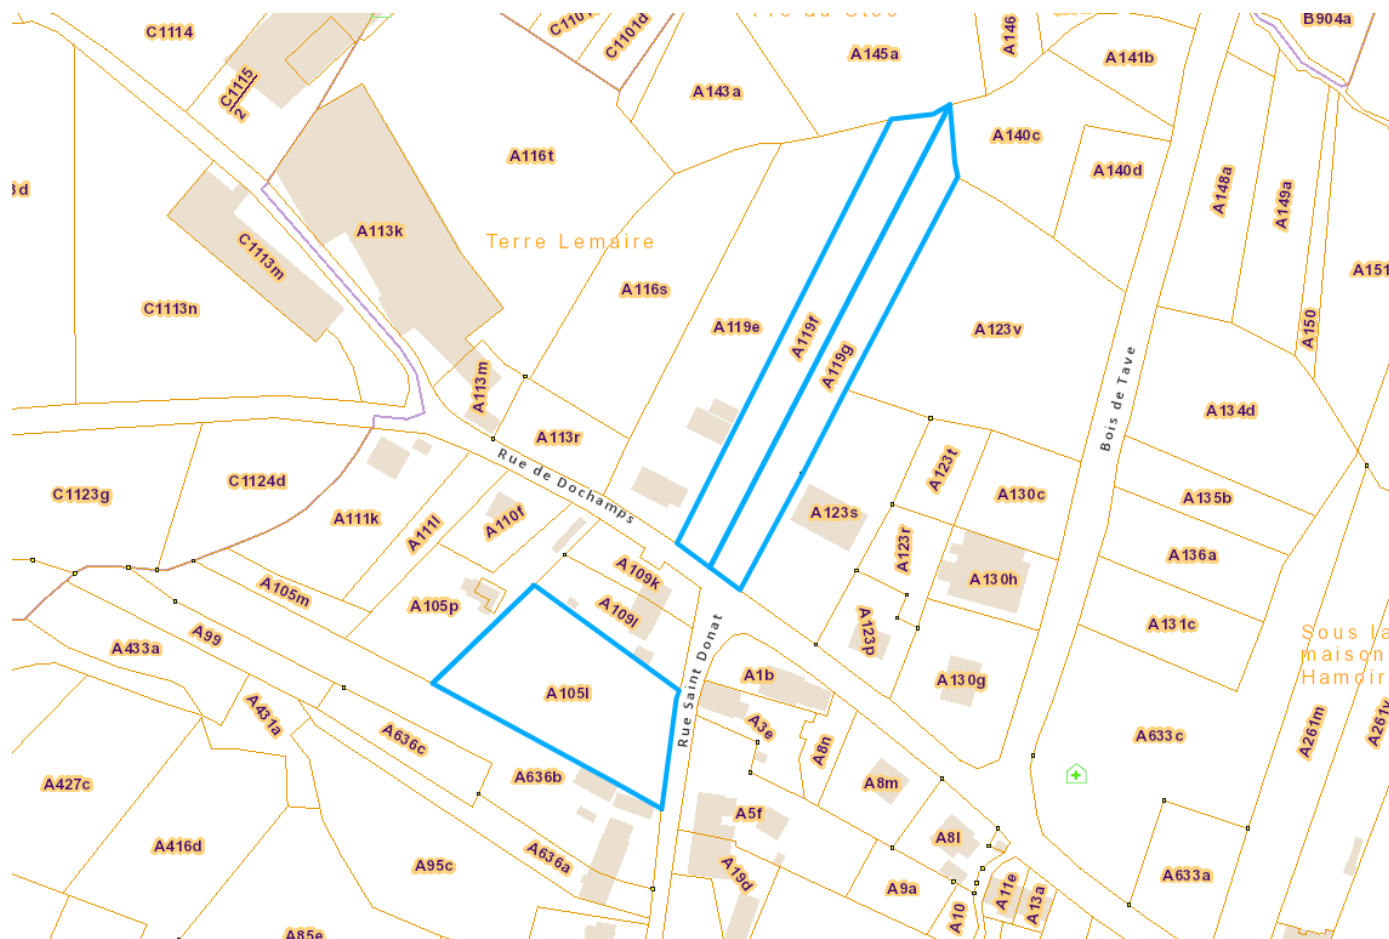 C1114
C1101d
A146
B904a
A145a
A141b
C1115
2
A143a
A140c
A116t
A140d
A148a
A149a
A113k
Terre Lemaire
C1113m
A151
A116s
C1113n
A119e
A119f
A119g
A123v
A150
Bois de Tave
A113m
A134d
A113r
Rue de Dochamps
A123t
C1124d
C1123g
A130c
A135b
A111k
A111l
A110f
A123s
A123r
A136a
A109k
A130h
A105m
A105p
A109l
A99
A433a
A123p
A131c
Sous la
maison
Hamoir
A1b
A130g
A105l
Rue Saint Donat
A431a
A3e
A636c
A8n
A633c
A261m
A261v
A427c
A636b
A8m
A5f
A8l
A416d
A95c
A636a
A19d
A9a
A11e
A13a
A633a
A10
A85e